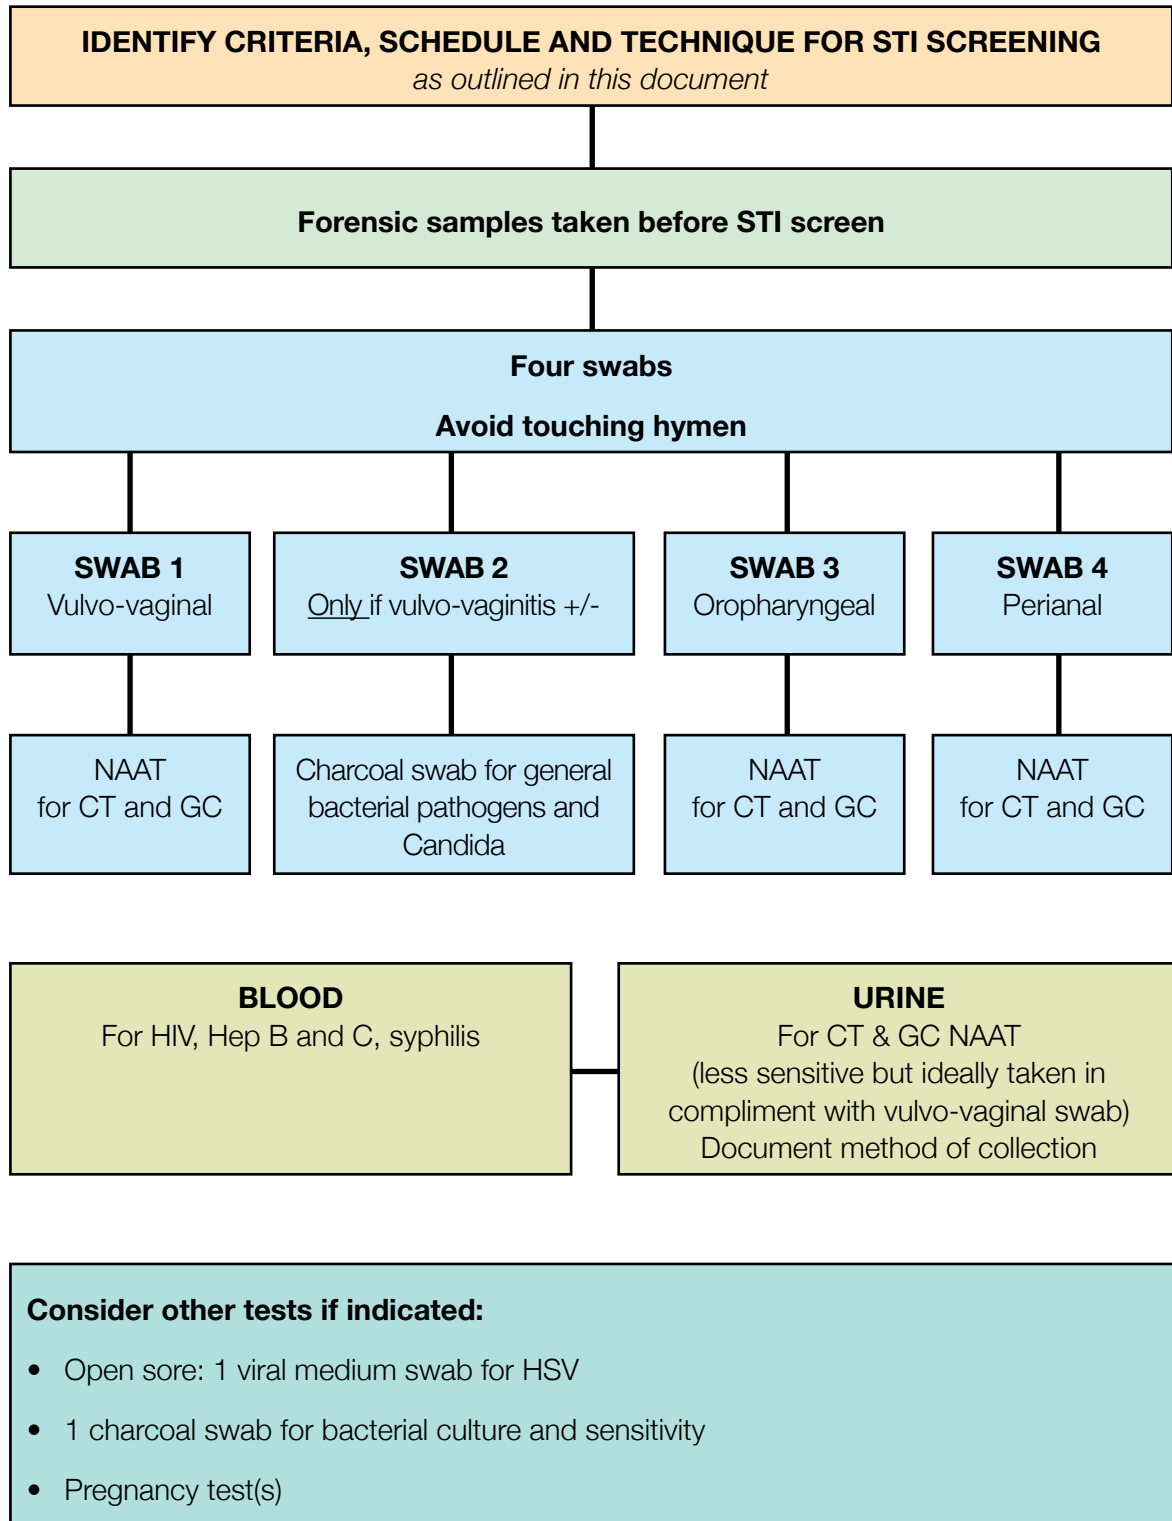 IDENTIFY CRITERIA, SCHEDULE AND TECHNIQUE FOR STI SCREENING
as outlined in this document
Forensic samples taken before STI screen
Four swabs
Avoid touching hymen
SWAB 1
Vulvo-vaginal
SWAB 2
Only if vulvo-vaginitis +/-
SWAB 3
Oropharyngeal
SWAB 4
Perianal
NAAT
for CT and GC
Charcoal swab for general
bacterial pathogens and
Candida
NAAT
for CT and GC
NAAT
for CT and GC
BLOOD
For HIV, Hep B and C, syphilis
URINE
For CT & GC NAAT
(less sensitive but ideally taken in
compliment with vulvo-vaginal swab)
Document method of collection
Consider other tests if indicated:
• Open sore: 1 viral medium swab for HSV
• 1 charcoal swab for bacterial culture and sensitivity
• Pregnancy test(s)